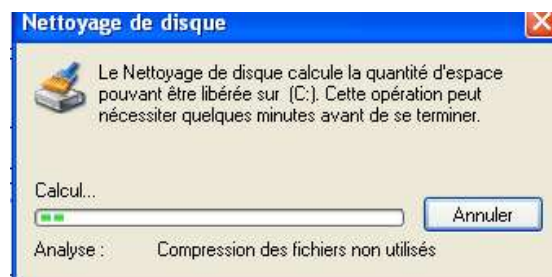 Nettoyage de disque
Le Nettoyage de disque calcule la quantité d'espace
pouvant être libérée sur (C:). Cette opération peut
nécessiter quelques minutes avant de se terminer.
Calcul...
Annuler
Analyse : Compression des fichiers non utilisés